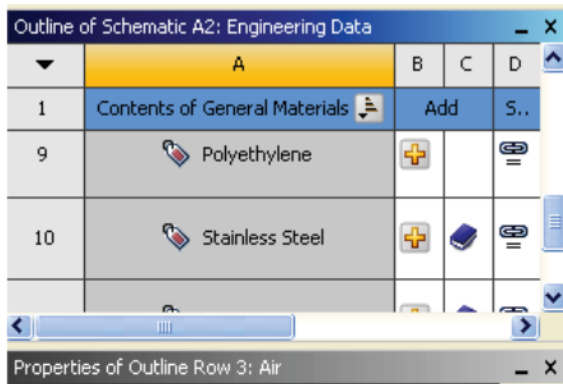 Outline of Schematic A2: Engineering Data
A B C D
1 Contents of General Materials Add S..
9 Polyethylene
10 Stainless Steel
Properties of Outline Row 3: Air